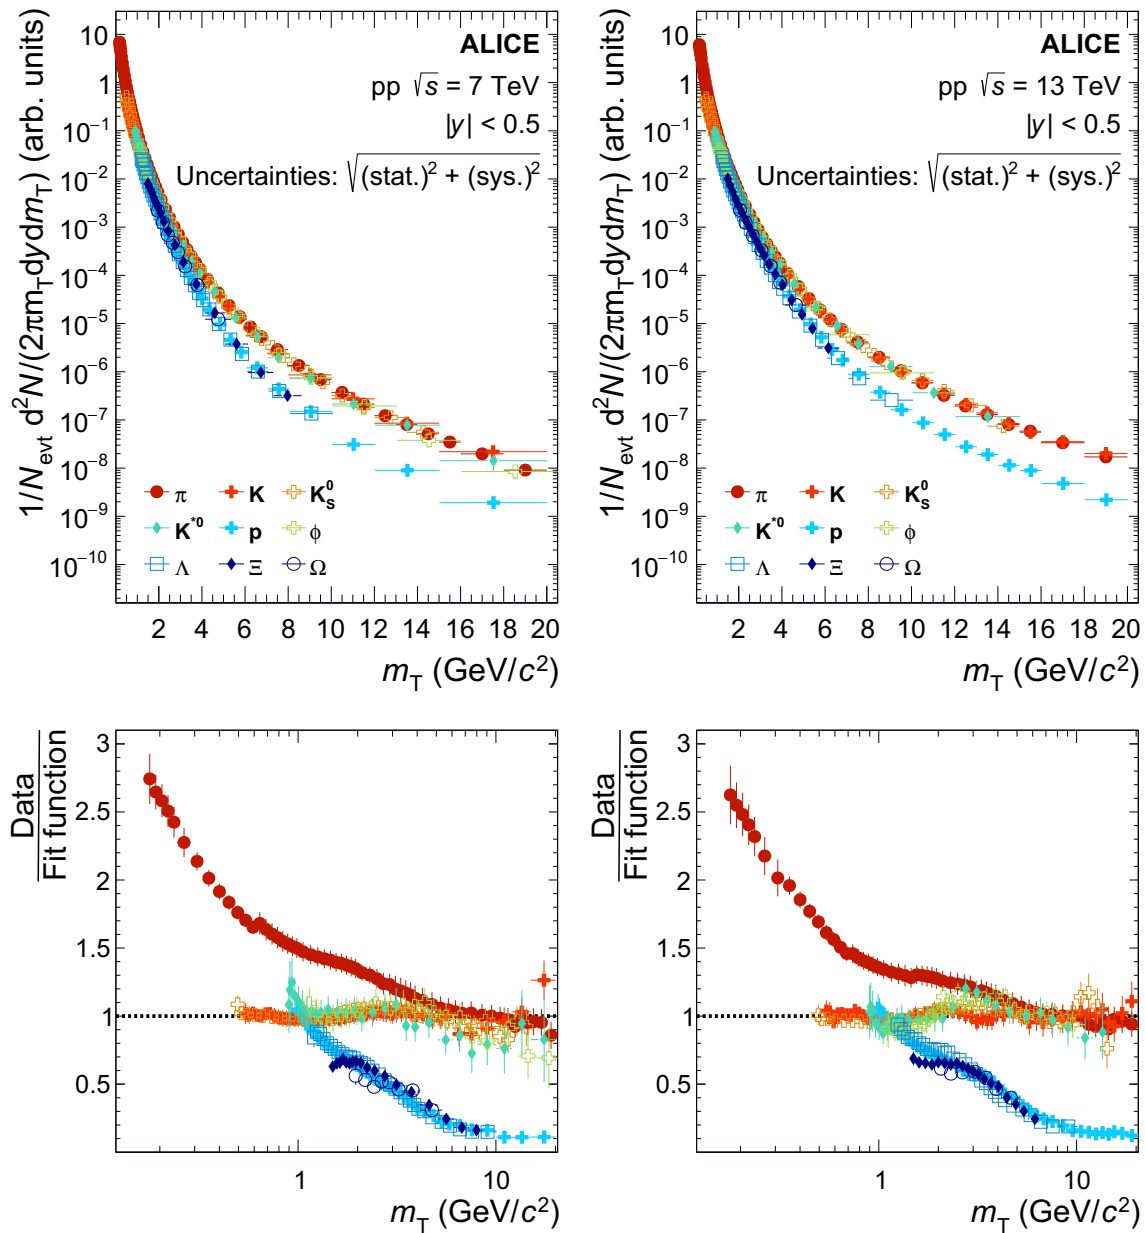 1/N_evt d²N/(2πm_T dydm_T) (arb. units)
10
1
10⁻¹
10⁻²
10⁻³
10⁻⁴
10⁻⁵
10⁻⁶
10⁻⁷
10⁻⁸
10⁻⁹
10⁻¹⁰
ALICE
pp √s = 7 TeV
|y| < 0.5
Uncertainties: √(stat.)² + (sys.)²
π K K⁰_S
K*⁰ p ϕ
Λ Ξ Ω
2 4 6 8 10 12 14 16 18 20
m_T (GeV/c²)
1/N_evt d²N/(2πm_T dydm_T) (arb. units)
10
1
10⁻¹
10⁻²
10⁻³
10⁻⁴
10⁻⁵
10⁻⁶
10⁻⁷
10⁻⁸
10⁻⁹
10⁻¹⁰
ALICE
pp √s = 13 TeV
|y| < 0.5
Uncertainties: √(stat.)² + (sys.)²
π K K⁰_S
K*⁰ p ϕ
Λ Ξ Ω
2 4 6 8 10 12 14 16 18 20
m_T (GeV/c²)
Data
Fit function
3
2.5
2
1.5
1
0.5
1 10
m_T (GeV/c²)
Data
Fit function
3
2.5
2
1.5
1
0.5
1 10
m_T (GeV/c²)